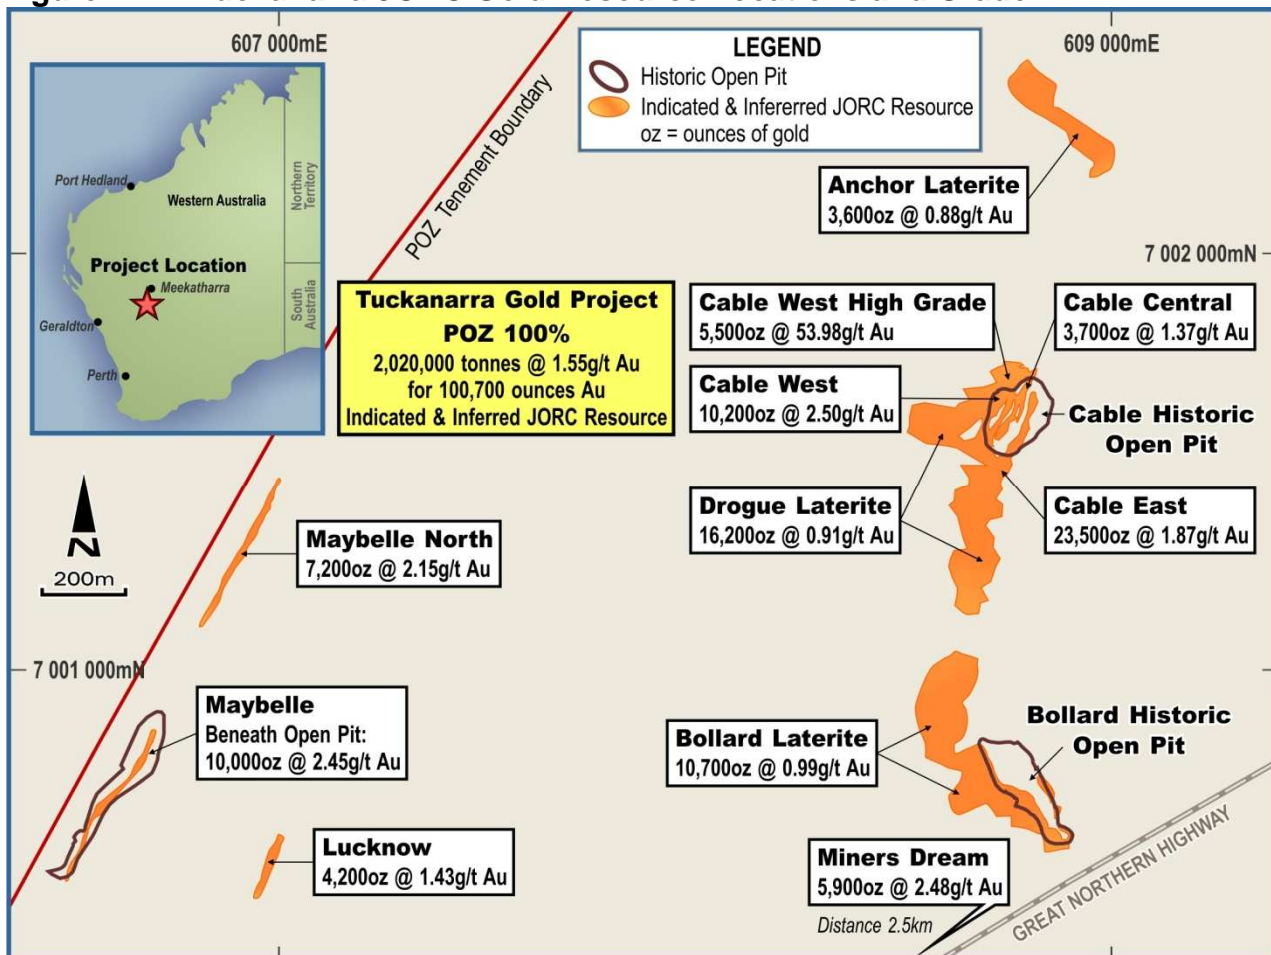 607 000mE
609 000mE
LEGEND
Historic Open Pit
Indicated & Infererred JORC Resource
oz = ounces of gold
POZ Tenement Boundary
Port Hedland
Western Australia
Northern
Territory
Project Location
Meekatharra
South
Australia
Geraldton
Perth
Anchor Laterite
3,600oz @ 0.88g/t Au
7 002 000mN
Tuckanarra Gold Project
POZ 100%
2,020,000 tonnes @ 1.55g/t Au
for 100,700 ounces Au
Indicated & Inferred JORC Resource
Cable West High Grade
5,500oz @ 53.98g/t Au
Cable Central
3,700oz @ 1.37g/t Au
Cable West
10,200oz @ 2.50g/t Au
Cable Historic
Open Pit
Drogue Laterite
16,200oz @ 0.91g/t Au
Cable East
23,500oz @ 1.87g/t Au
N
200m
Maybelle North
7,200oz @ 2.15g/t Au
7 001 000mN
Maybelle
Beneath Open Pit:
10,000oz @ 2.45g/t Au
Bollard Historic
Open Pit
Bollard Laterite
10,700oz @ 0.99g/t Au
Lucknow
4,200oz @ 1.43g/t Au
Miners Dream
5,900oz @ 2.48g/t Au
Distance 2.5km
GREAT NORTHERN HIGHWAY